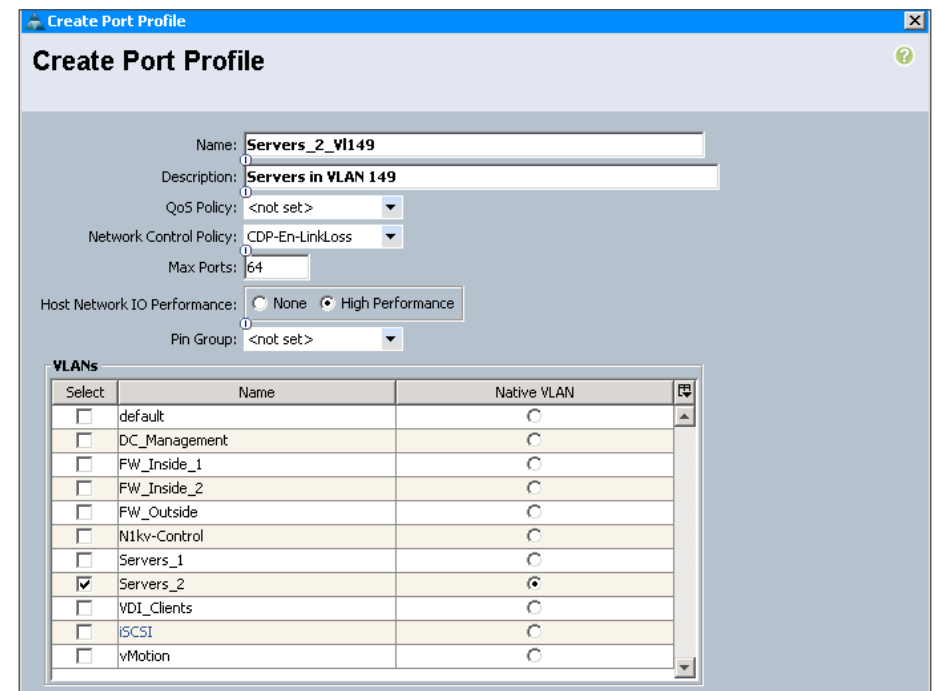 Create Port Profile
Create Port Profile
Name: Servers_2_Vl149
Description: Servers in VLAN 149
QoS Policy: <not set>
Network Control Policy: CDP-En-LinkLoss
Max Ports: 64
Host Network IO Performance: None High Performance
Pin Group: <not set>
VLANs
Select Name Native VLAN
default
DC_Management
FW_Inside_1
FW_Inside_2
FW_Outside
N1kv-Control
Servers_1
Servers_2
VDI_Clients
iSCSI
vMotion